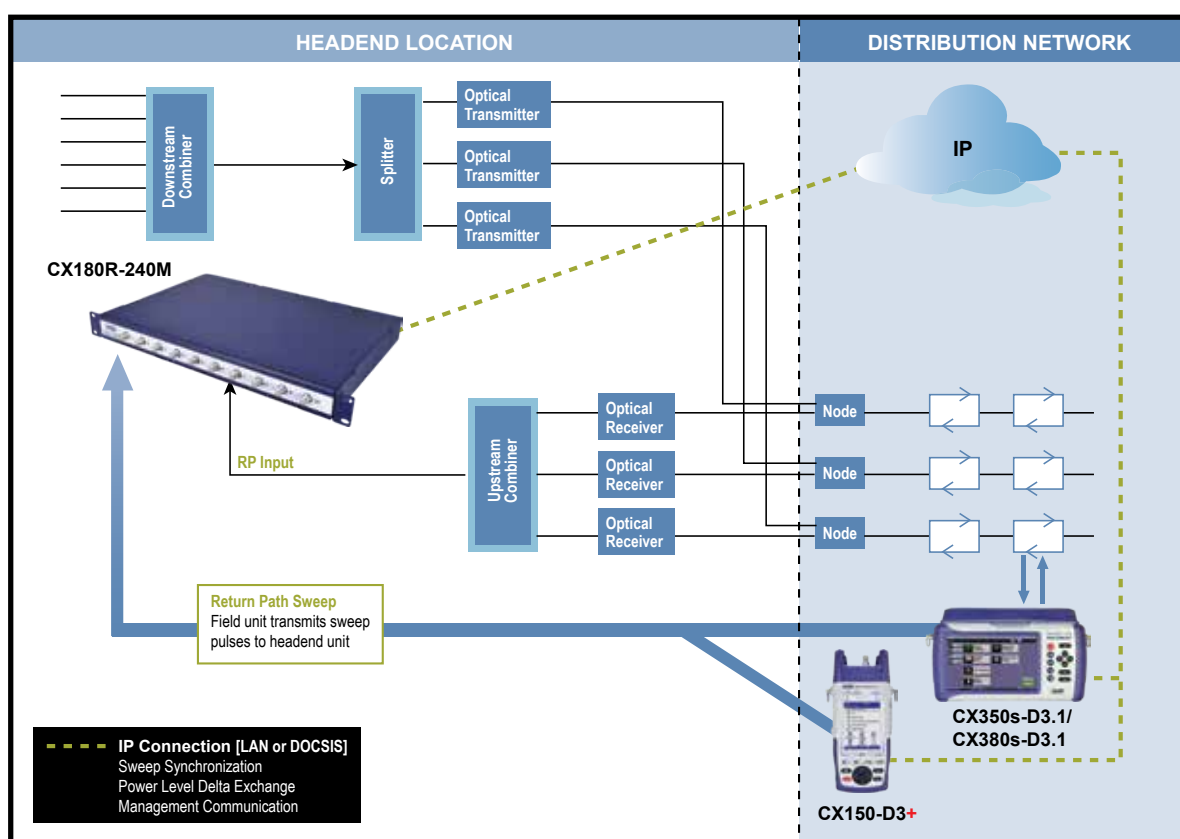 HEADEND LOCATION
DISTRIBUTION NETWORK
Downstream
Combiner
Splitter
Optical
Transmitter
Optical
Transmitter
Optical
Transmitter
IP
CX180R-240M
RP Input
Upstream
Combiner
Optical
Receiver
Optical
Receiver
Optical
Receiver
Node
Node
Node
Return Path Sweep
Field unit transmits sweep
pulses to headend unit
CX350s-D3.1/
CX380s-D3.1
CX150-D3+
IP Connection [LAN or DOCSIS]
Sweep Synchronization
Power Level Delta Exchange
Management Communication